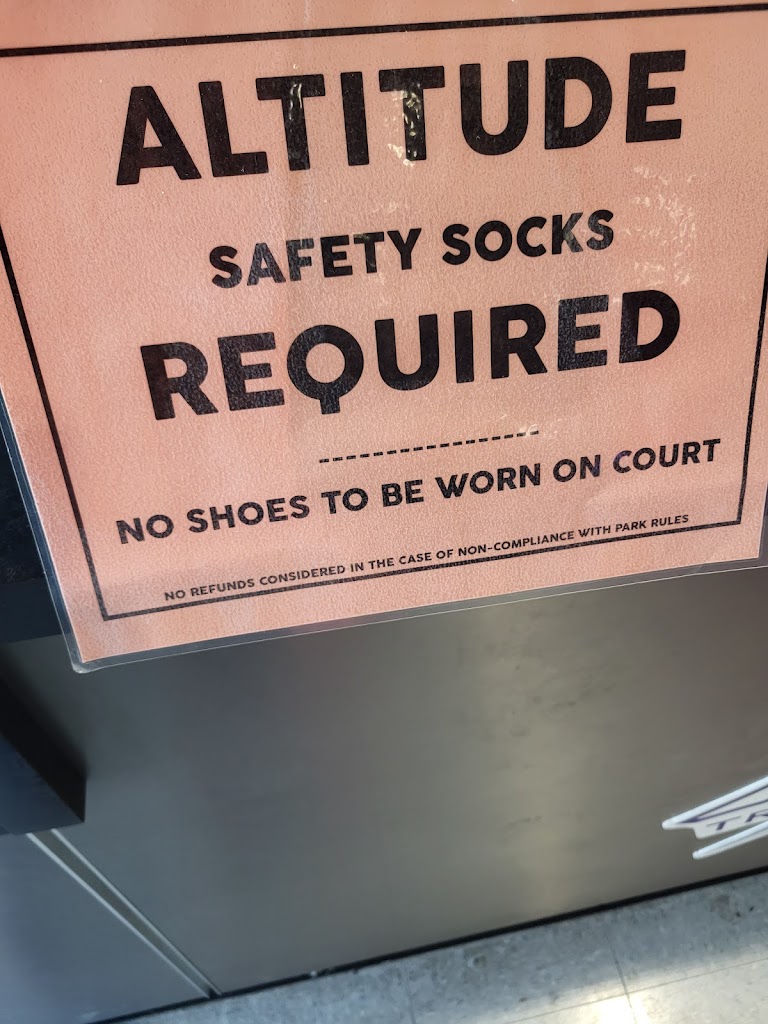 ALTITUDE
SAFETY SOCKS
REQUIRED
NO SHOES TO BE WORN ON COURT
NO REFUNDS CONSIDERED IN THE CASE OF NON-COMPLIANCE WITH PARK RULES